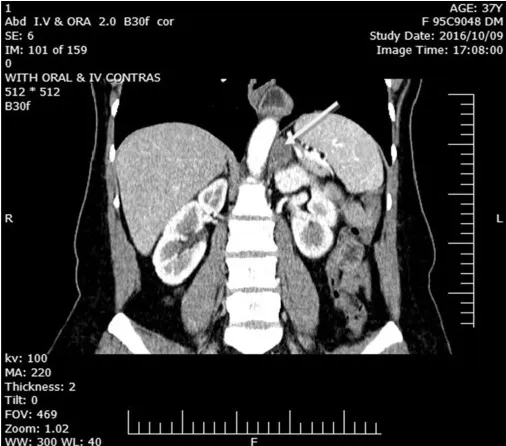 1
Abd I.V & ORA 2.0 B30f cor
SE: 6
IM: 101 of 159
0
WITH ORAL & IV CONTRAS
512 * 512
B30f
AGE: 37Y
F 95C9048 DM
Study Date: 2016/10/09
Image Time: 17:08:00
R
L
kv: 100
MA: 220
Thickness: 2
Tilt: 0
FOV: 469
Zoom: 1.02
WW: 300 WL: 40
F